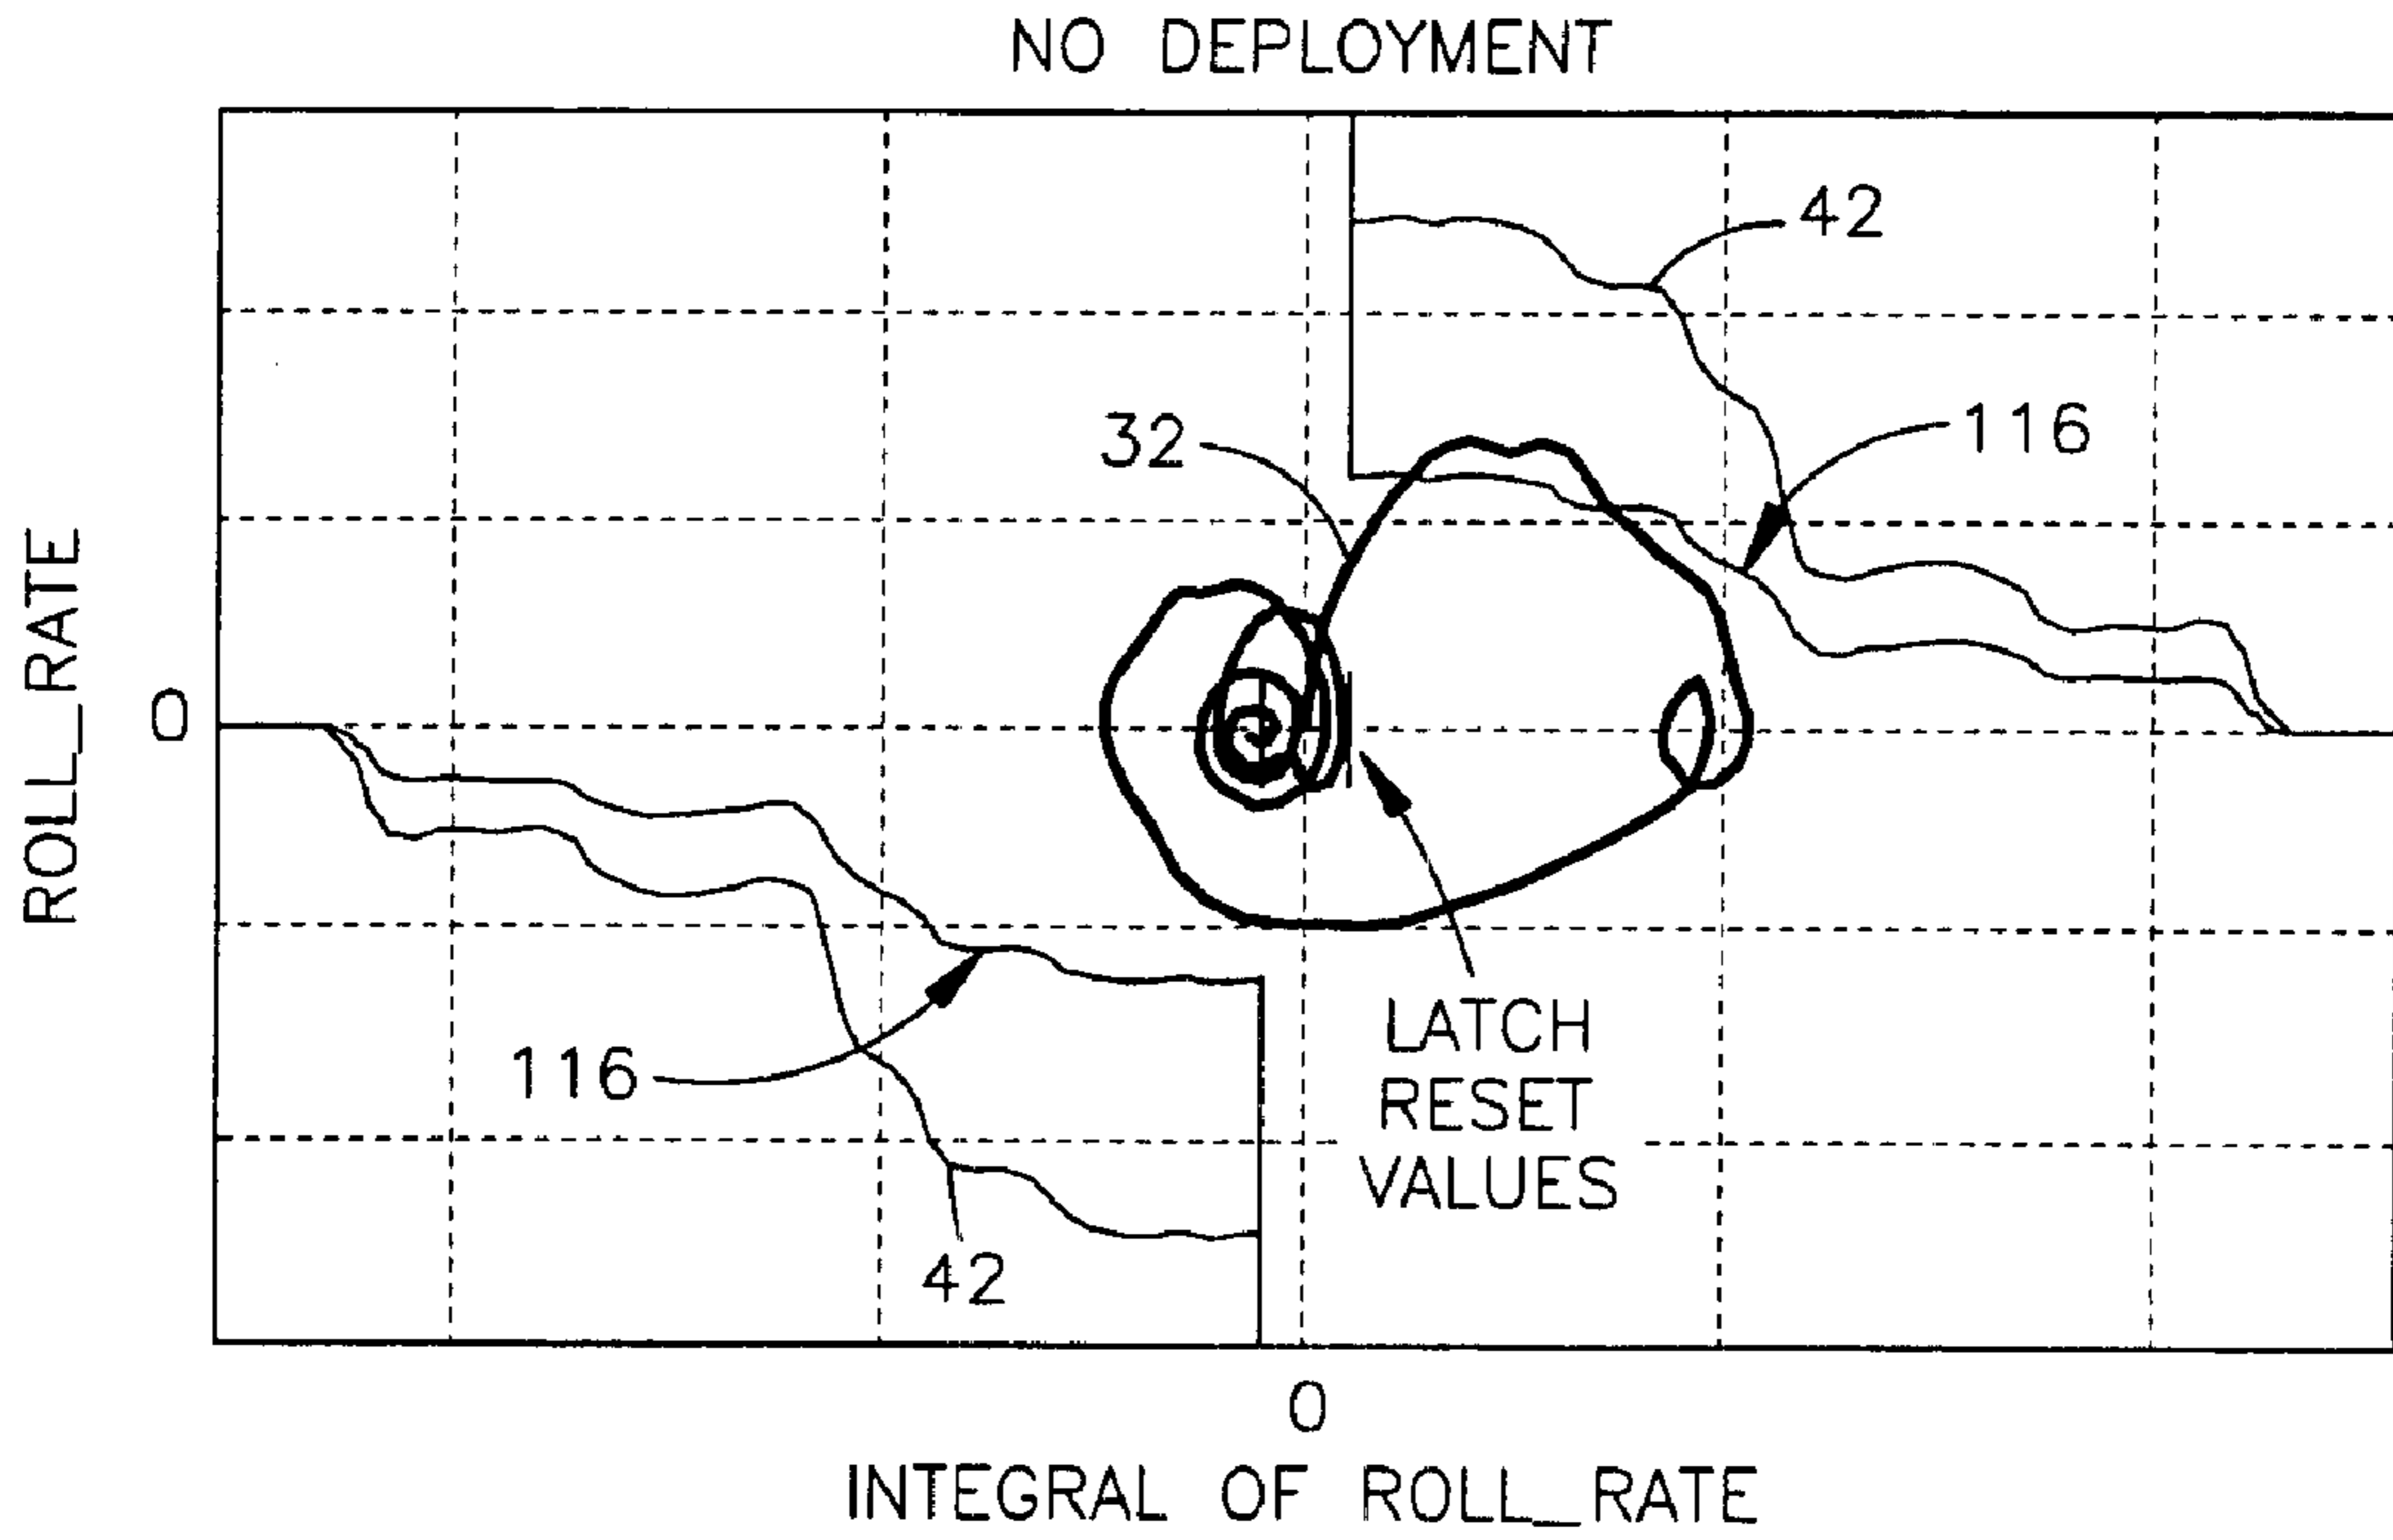 NO DEPLOYMENT
42
116
32
ROLL_RATE
0
LATCH
RESET
VALUES
116
42
0
INTEGRAL OF ROLL_RATE